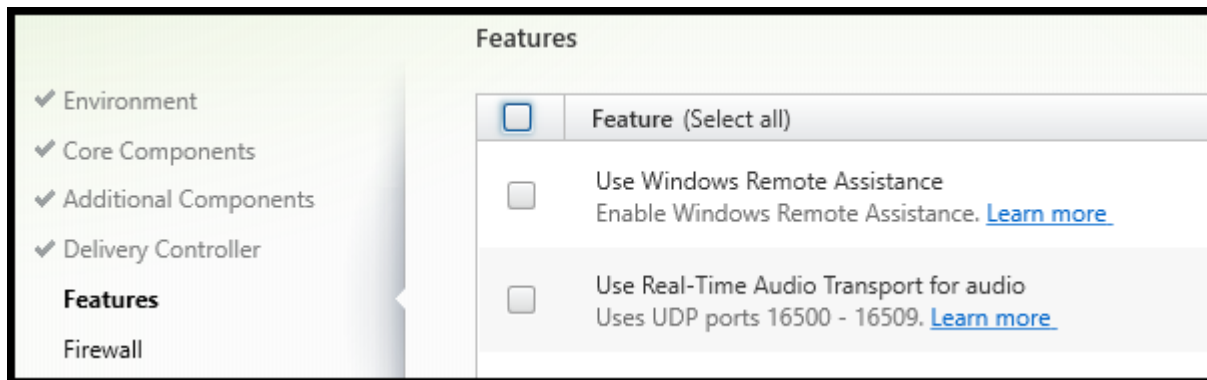 Features
Environment
Core Components
Additional Components
Delivery Controller
Features
Firewall
Feature (Select all)
Use Windows Remote Assistance
Enable Windows Remote Assistance. Learn more
Use Real-Time Audio Transport for audio
Uses UDP ports 16500 - 16509. Learn more